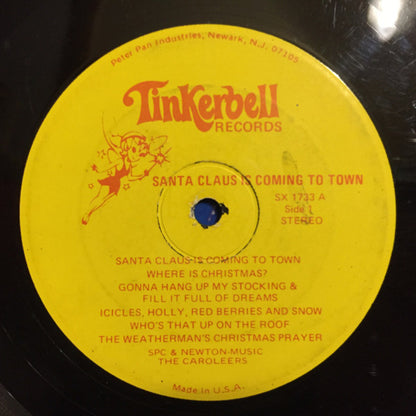 Peter Pan Industries, Newark, N.J. 07105
Tinkerbell
RECORDS
SANTA CLAUS IS COMING TO TOWN
SX 1733 A
Side 1
STEREO
SANTA CLAUS IS COMING TO TOWN
WHERE IS CHRISTMAS?
GONNA HANG UP MY STOCKING &
FILL IT FULL OF DREAMS
ICICLES, HOLLY, RED BERRIES AND SNOW
WHO'S THAT UP ON THE ROOF
THE WEATHERMAN'S CHRISTMAS PRAYER
SPC & NEWTON-MUSIC
THE CAROLEERS
Made in U.S.A.